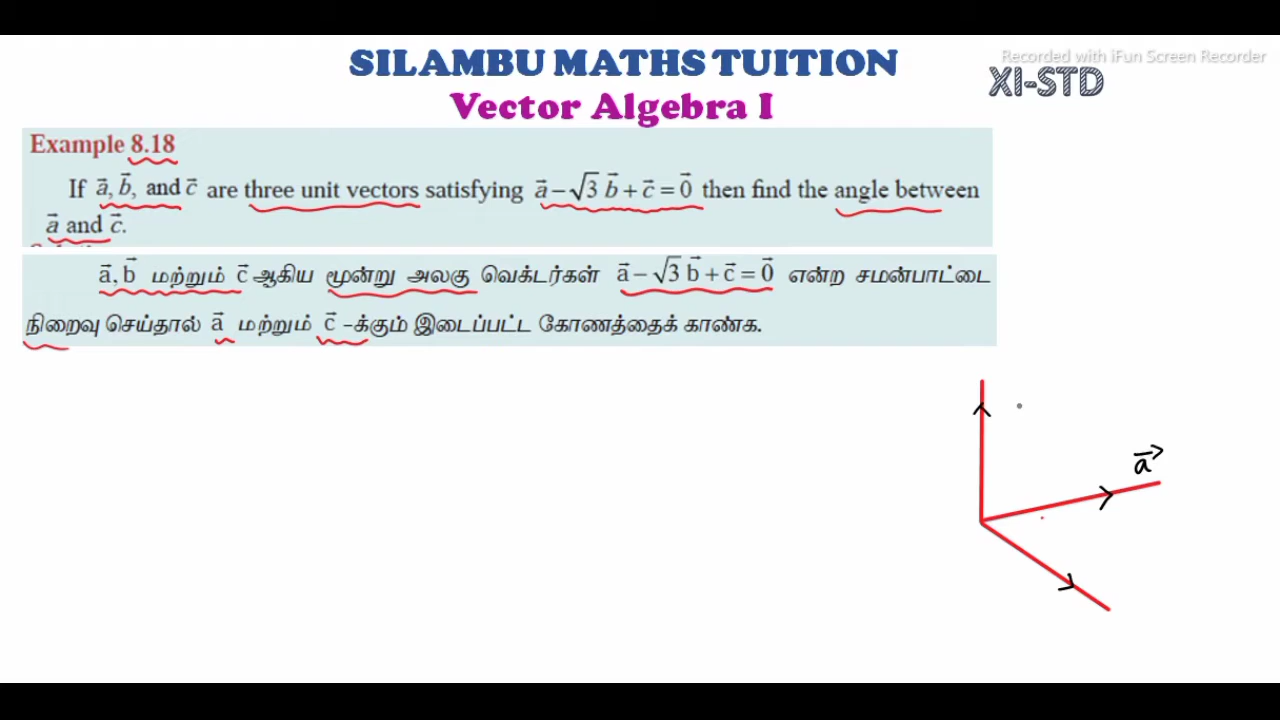 SILAMBU MATHS TUITION
Recorded with iFun Screen Recorder
XI-STD
Vector Algebra I
Example 8.18
If a⃗, b⃗, and c⃗ are three unit vectors satisfying a⃗ − √3 b⃗ + c⃗ = 0⃗ then find the angle between
a⃗ and c⃗.
a⃗, b⃗ மற்றும் c⃗ ஆகிய மூன்று அலகு வெக்டர்கள் a⃗ − √3 b⃗ + c⃗ = 0⃗ என்ற சமன்பாட்டை
நிறைவு செய்தால் a⃗ மற்றும் c⃗ -க்கும் இடைப்பட்ட கோணத்தைக் காண்க.
a⃗